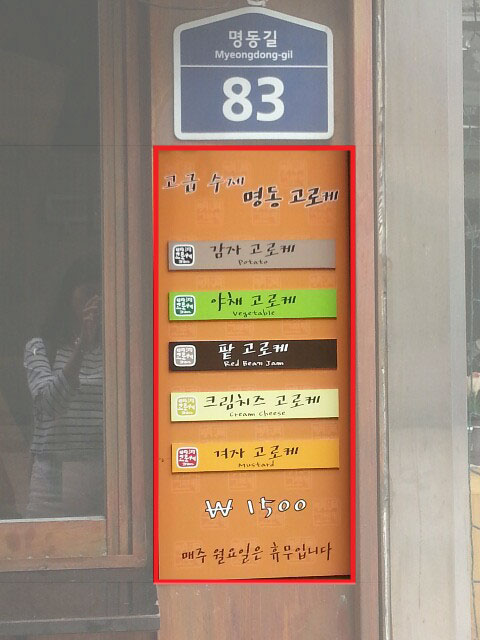 명동길
Myeongdong-gil
83
고급 수제
명동 고로케
감자 고로케
Potato
야채 고로케
Vegetable
팥 고로케
Red Bean Jam
크림치즈 고로케
Cream Cheese
겨자 고로케
Mustard
₩ 1500
매주 월요일은 휴무입니다